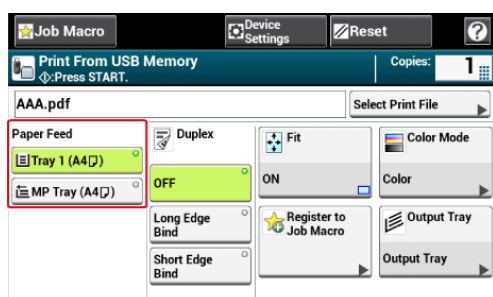 Job Macro
Device
Settings
Reset
?
Print From USB Memory
:Press START.
Copies:
1
AAA.pdf
Select Print File
Paper Feed
Tray 1 (A4)
MP Tray (A4)
Duplex
OFF
Long Edge
Bind
Short Edge
Bind
Fit
ON
Register to
Job Macro
Color Mode
Color
Output Tray
Output Tray